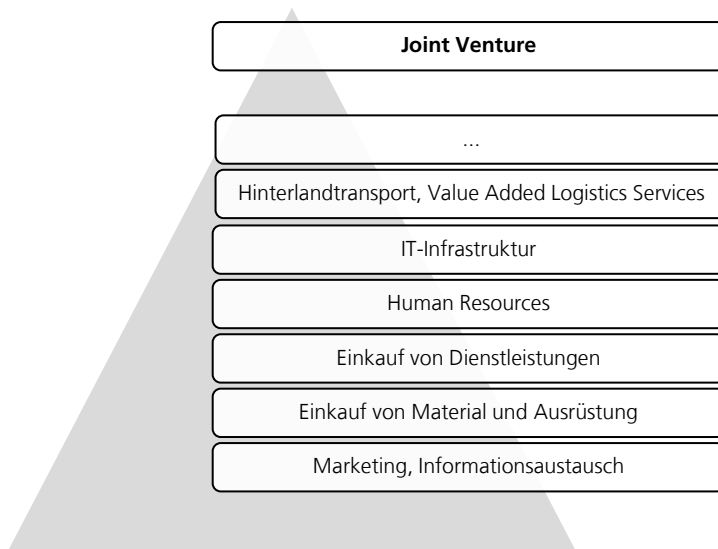 Joint Venture
...
Hinterlandtransport, Value Added Logistics Services
IT-Infrastruktur
Human Resources
Einkauf von Dienstleistungen
Einkauf von Material und Ausrüstung
Marketing, Informationsaustausch